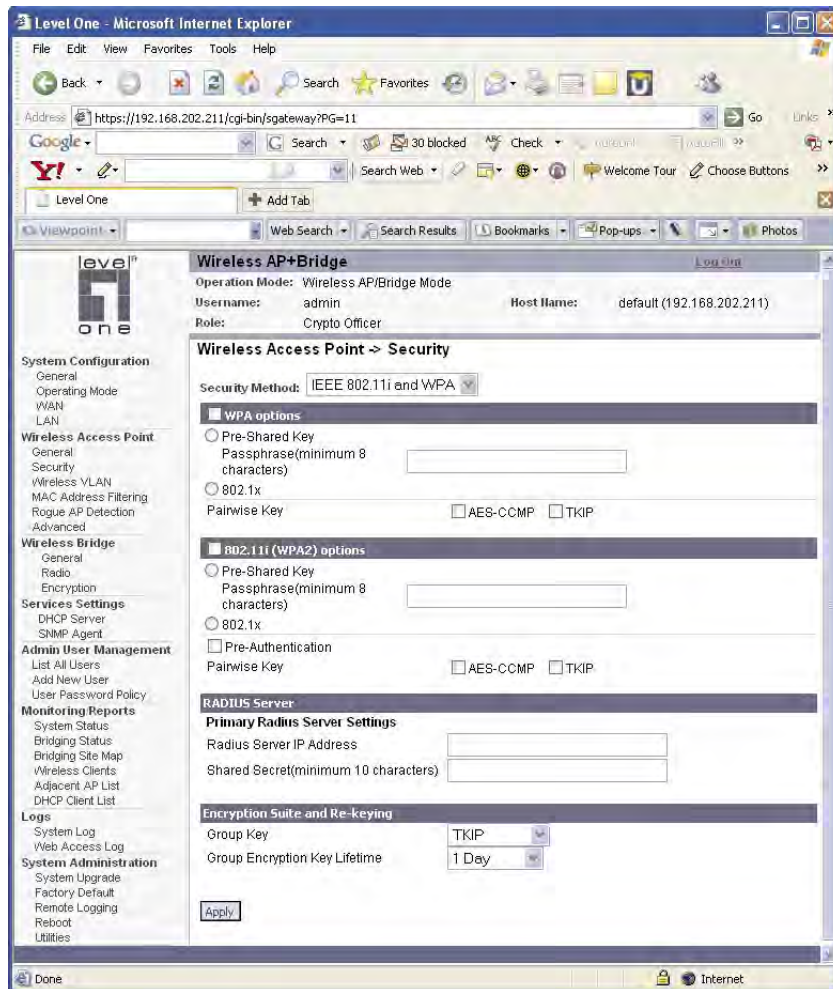 Level One - Microsoft Internet Explorer
File Edit View Favorites Tools Help
Back Search Favorites
Address https://192.168.202.211/cgi-bin/sgateway?PG=11 Go Links »
Google Search 30 blocked Check »
Y! Search Web Welcome Tour Choose Buttons »
Level One Add Tab
Viewpoint Web Search Search Results Bookmarks Pop-ups Photos
level one
Wireless AP+Bridge Log Out
Operation Mode: Wireless AP/Bridge Mode
Username: admin Host Name: default (192.168.202.211)
Role: Crypto Officer
System Configuration
General
Operating Mode
WAN
LAN
Wireless Access Point
General
Security
Wireless VLAN
MAC Address Filtering
Rogue AP Detection
Advanced
Wireless Bridge
General
Radio
Encryption
Services Settings
DHCP Server
SNMP Agent
Admin User Management
List All Users
Add New User
User Password Policy
Monitoring/Reports
System Status
Bridging Status
Bridging Site Map
Wireless Clients
Adjacent AP List
DHCP Client List
Logs
System Log
Web Access Log
System Administration
System Upgrade
Factory Default
Remote Logging
Reboot
Utilities
Wireless Access Point -> Security
Security Method: IEEE 802.11i and WPA
WPA options
Pre-Shared Key
Passphrase(minimum 8
characters)
802.1x
Pairwise Key AES-CCMP TKIP
802.11i (WPA2) options
Pre-Shared Key
Passphrase(minimum 8
characters)
802.1x
Pre-Authentication
Pairwise Key AES-CCMP TKIP
RADIUS Server
Primary Radius Server Settings
Radius Server IP Address
Shared Secret(minimum 10 characters)
Encryption Suite and Re-keying
Group Key TKIP
Group Encryption Key Lifetime 1 Day
Apply
Done Internet